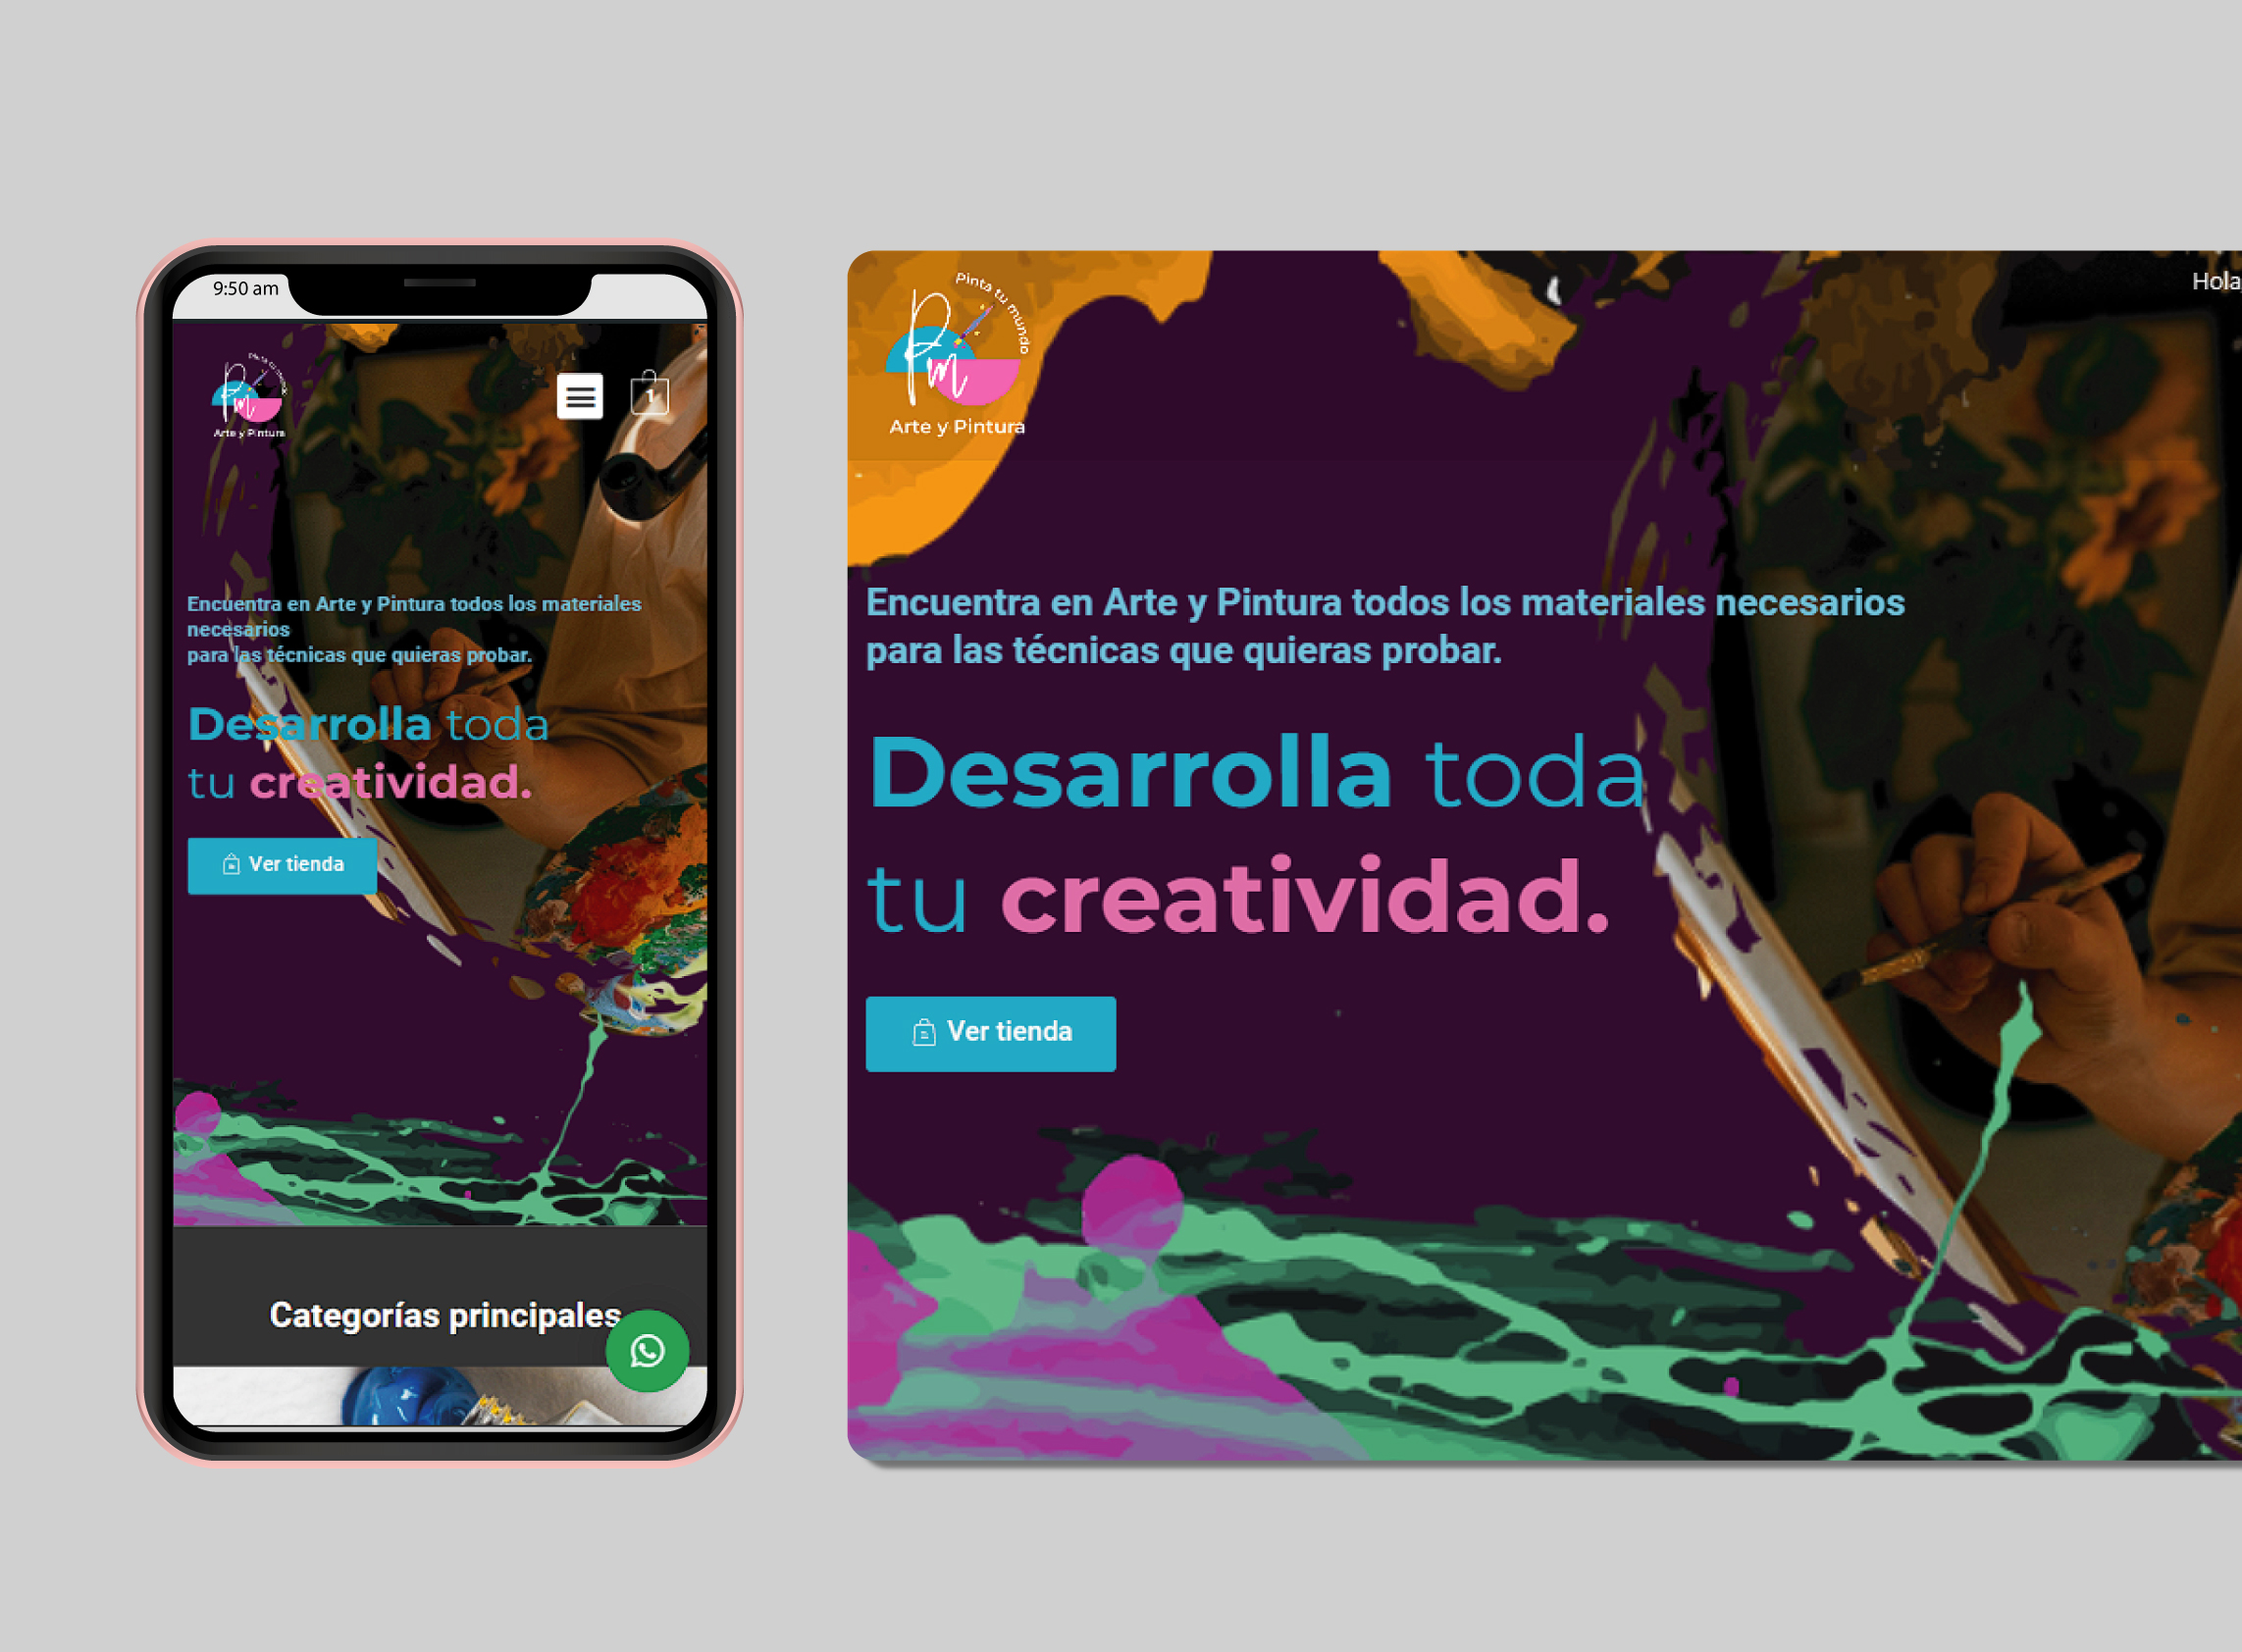 9:50 am
Pinta tu mundo
Pm
Arte y Pintura
1
Encuentra en Arte y Pintura todos los materiales
necesarios
para las técnicas que quieras probar.
Desarrolla toda
tu creatividad.
Ver tienda
Categorías principales
Pinta tu mundo
Pm
Arte y Pintura
Hola
Encuentra en Arte y Pintura todos los materiales necesarios
para las técnicas que quieras probar.
Desarrolla toda
tu creatividad.
Ver tienda